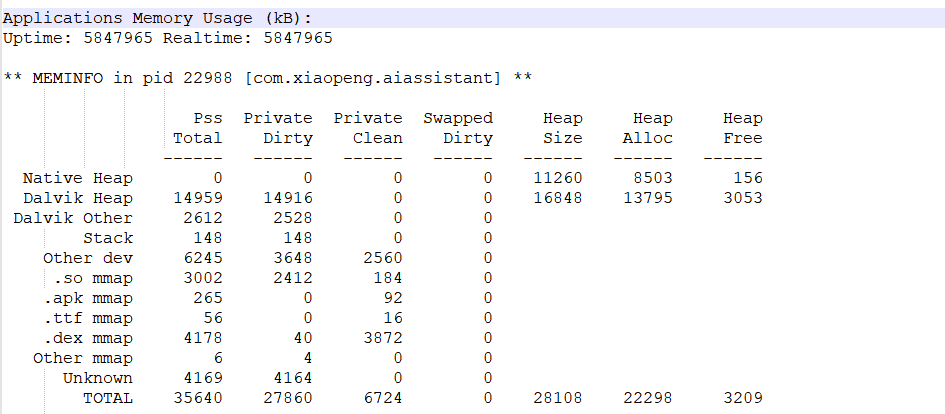 Applications Memory Usage (kB):
Uptime: 5847965 Realtime: 5847965
** MEMINFO in pid 22988 [com.xiaopeng.aiassistant] **
Pss Private Private Swapped Heap Heap Heap
Total Dirty Clean Dirty Size Alloc Free
------ ------ ------ ------ ------ ------ ------
Native Heap 0 0 0 0 11260 8503 156
Dalvik Heap 14959 14916 0 0 16848 13795 3053
Dalvik Other 2612 2528 0 0
Stack 148 148 0 0
Other dev 6245 3648 2560 0
.so mmap 3002 2412 184 0
.apk mmap 265 0 92 0
.ttf mmap 56 0 16 0
.dex mmap 4178 40 3872 0
Other mmap 6 4 0 0
Unknown 4169 4164 0 0
TOTAL 35640 27860 6724 0 28108 22298 3209